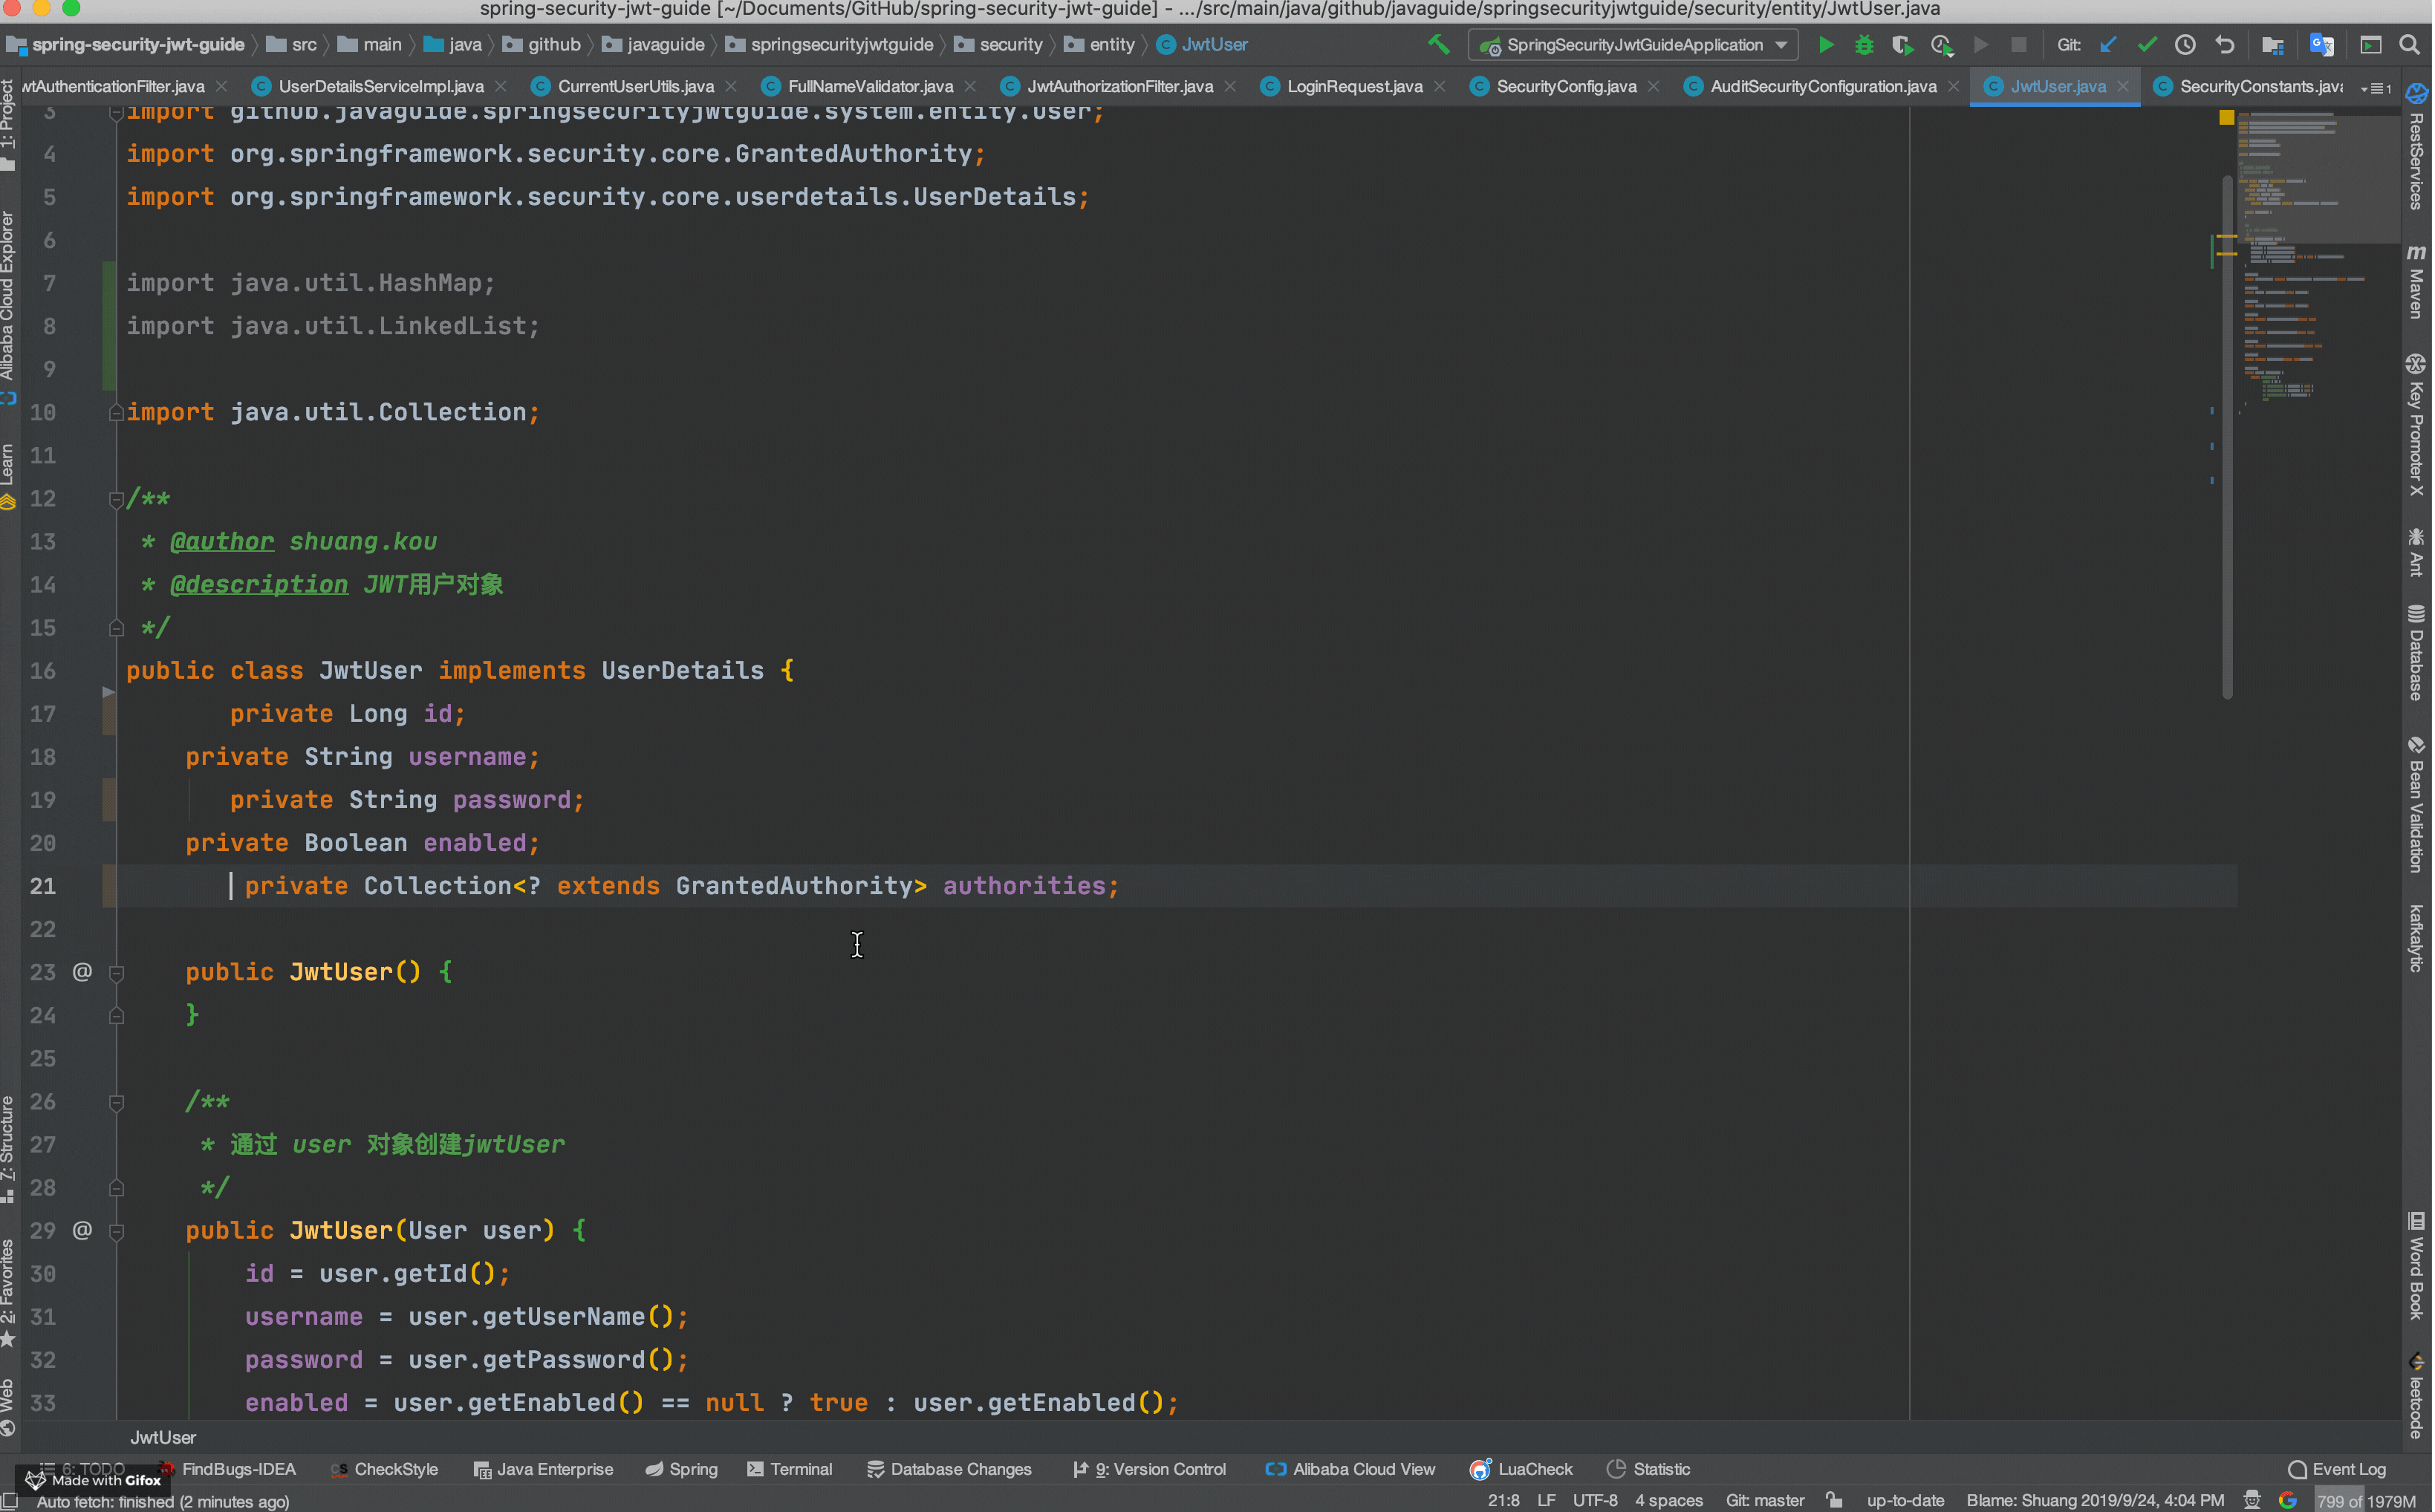 spring-security-jwt-guide [~/Documents/GitHub/spring-security-jwt-guide] - .../src/main/java/github/javaguide/springsecurityjwtguide/security/entity/JwtUser.java
spring-security-jwt-guide src main java github javaguide springsecurityjwtguide security entity JwtUser SpringSecurityJwtGuideApplication Git:
wtAuthenticationFilter.java UserDetailsServiceImpl.java CurrentUserUtils.java FullNameValidator.java JwtAuthorizationFilter.java LoginRequest.java SecurityConfig.java AuditSecurityConfiguration.java JwtUser.java SecurityConstants.java 1
3 import github.javaguide.springsecurityjwtguide.system.entity.User;
4 import org.springframework.security.core.GrantedAuthority;
5 import org.springframework.security.core.userdetails.UserDetails;
6
7 import java.util.HashMap;
8 import java.util.LinkedList;
9
10 import java.util.Collection;
11
12 /**
13 * @author shuang.kou
14 * @description JWT用户对象
15 */
16 public class JwtUser implements UserDetails {
17 private Long id;
18 private String username;
19 private String password;
20 private Boolean enabled;
21 private Collection<? extends GrantedAuthority> authorities;
22
23 @ public JwtUser() {
24 }
25
26 /**
27 * 通过 user 对象创建jwtUser
28 */
29 @ public JwtUser(User user) {
30 id = user.getId();
31 username = user.getUserName();
32 password = user.getPassword();
33 enabled = user.getEnabled() == null ? true : user.getEnabled();
JwtUser
1: Project
Alibaba Cloud Explorer
Learn
7: Structure
2: Favorites
Web
RestServices
m Maven
Key Promoter X
Ant
Database
Bean Validation
kafkalytic
Word Book
leetcode
6: TODO FindBugs-IDEA CheckStyle Java Enterprise Spring Terminal Database Changes 9: Version Control Alibaba Cloud View LuaCheck Statistic Event Log
Made with Gifox
Auto fetch: finished (2 minutes ago) 21:8 LF UTF-8 4 spaces Git: master up-to-date Blame: Shuang 2019/9/24, 4:04 PM 799 of 1979M